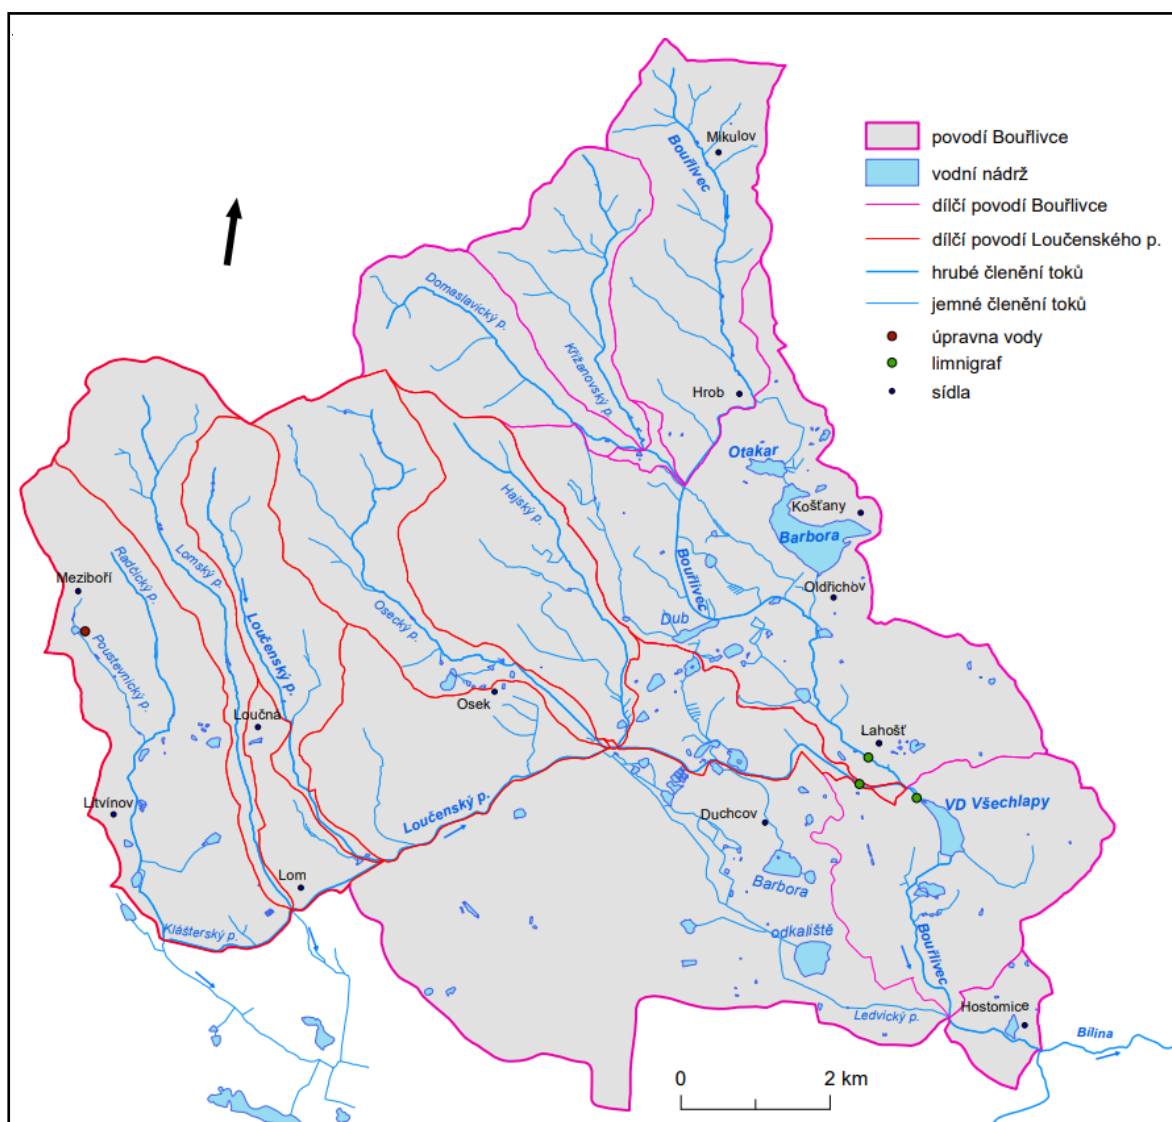 Mikulov
Bouřlivec
povodí Bouřlivce
vodní nádrž
dílčí povodí Bouřlivce
dílčí povodí Loučenského p.
hrubé členění toků
jemné členění toků
úpravna vody
limnigraf
sídla
Domaslavický p.
Křižanovský p.
Hrob
Otakar
Košťany
Barbora
Hajský p.
Bouřlivec
Oldřichov
Meziboří
Radčický p.
Lomský p.
Dub
Loučenský p.
Osecký p.
Poustevnický p.
Osek
Loučná
Lahošť
Litvínov
Loučenský p.
Duchcov
VD Všechlapy
Lom
Barbora
Klášterský p.
odkaliště
Bouřlivec
Ledvický p.
Hostomice
Bílina
0 2 km